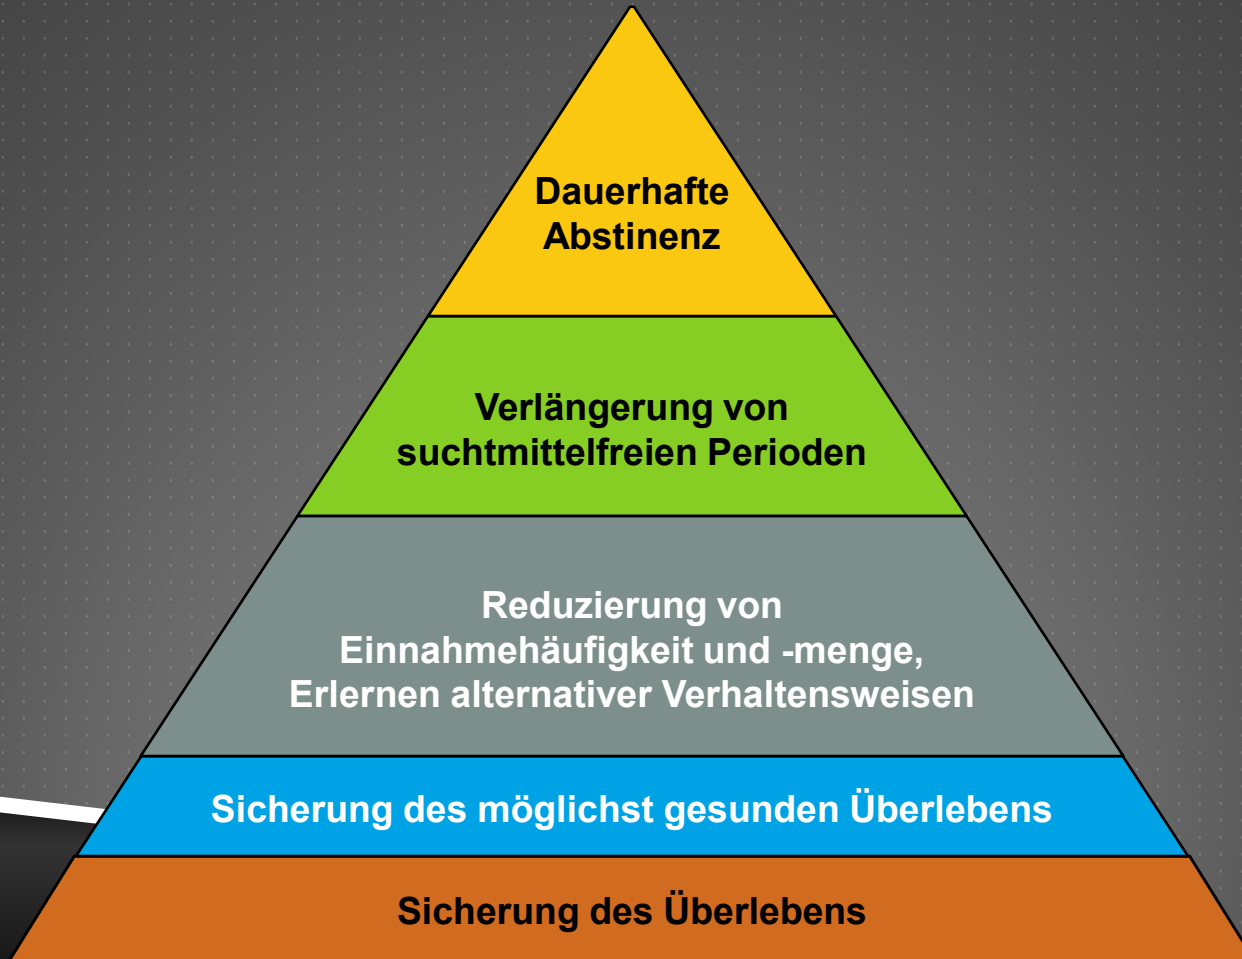 Dauerhafte
Abstinenz
Verlängerung von
suchtmittelfreien Perioden
Reduzierung von
Einnahmehäufigkeit und -menge,
Erlernen alternativer Verhaltensweisen
Sicherung des möglichst gesunden Überlebens
Sicherung des Überlebens